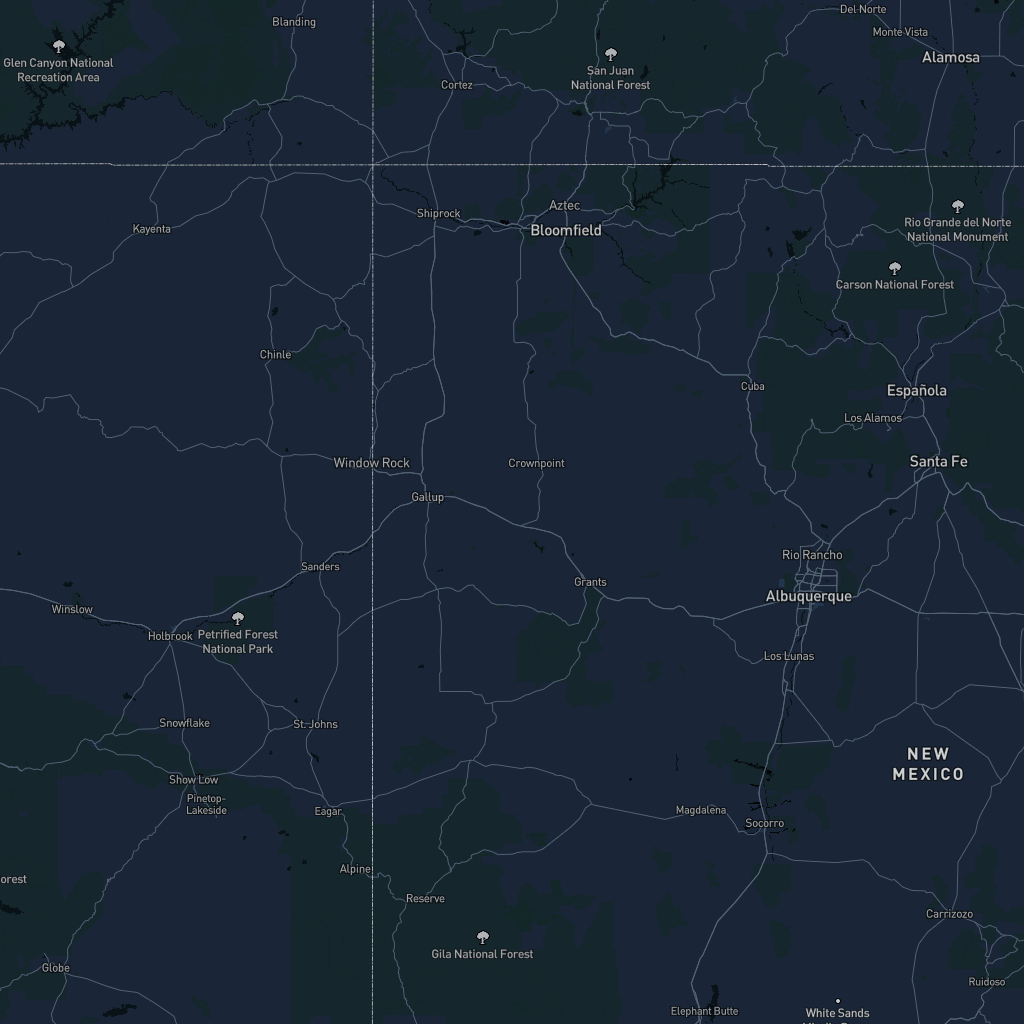 Del Norte
Blanding
Monte Vista
Alamosa
Glen Canyon National
Recreation Area
San Juan
National Forest
Cortez
Aztec
Shiprock
Rio Grande del Norte
National Monument
Kayenta
Bloomfield
Carson National Forest
Chinle
Cuba
Española
Los Alamos
Window Rock
Crownpoint
Santa Fe
Gallup
Rio Rancho
Sanders
Grants
Albuquerque
Winslow
Holbrook
Petrified Forest
National Park
Los Lunas
Snowflake
St. Johns
NEW
MEXICO
Show Low
Pinetop-
Lakeside
Eagar
Magdalena
Socorro
Alpine
orest
Reserve
Carrizozo
Gila National Forest
Globe
Ruidoso
Elephant Butte
White Sands